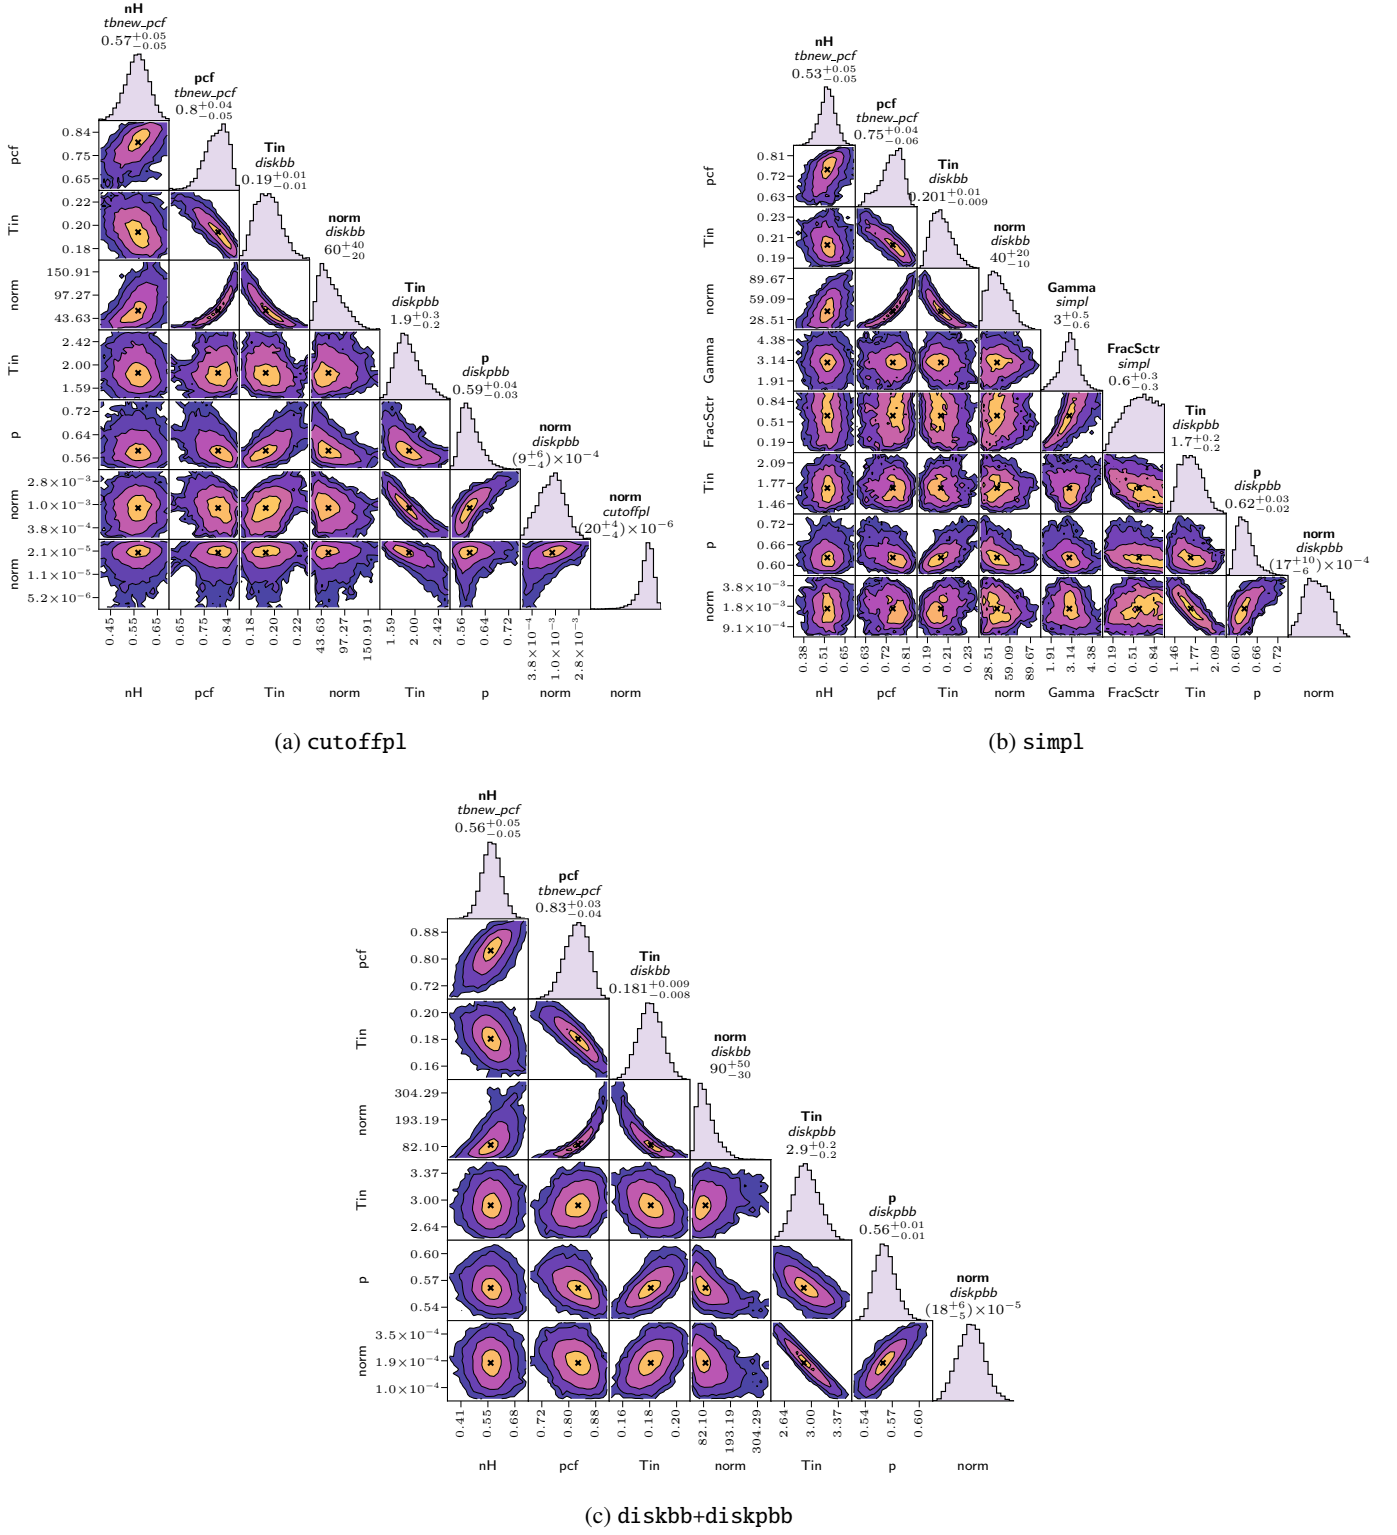 nH
tbnew_pcf
0.57+0.05−0.05
pcf
tbnew_pcf
0.8+0.04−0.05
Tin
diskbb
0.19+0.01−0.01
norm
diskbb
60+40−20
Tin
diskpbb
1.9+0.3−0.2
p
diskpbb
0.59+0.04−0.03
norm
diskpbb
(9+6−4)×10−4
norm
cutoffpl
(20+4−4)×10−6
pcf
0.84
0.75
0.65
Tin
0.22
0.20
0.18
norm
150.91
97.27
43.63
Tin
2.42
2.00
1.59
p
0.72
0.64
0.56
norm
2.8×10−3
1.0×10−3
3.8×10−4
norm
2.1×10−5
1.1×10−5
5.2×10−6
0.45 0.55 0.65 0.65 0.75 0.84 0.18 0.20 0.22 43.63 97.27 150.91 1.59 2.00 2.42 0.56 0.64 0.72 3.8×10−4 1.0×10−3 2.8×10−3
nH pcf Tin norm Tin p norm norm
(a) cutoffpl
nH
tbnew_pcf
0.53+0.05−0.05
pcf
tbnew_pcf
0.75+0.04−0.06
Tin
diskbb
0.201+0.01−0.009
norm
diskbb
40+20−10
Gamma
simpl
3+0.5−0.6
FracSctr
simpl
0.6+0.3−0.3
Tin
diskpbb
1.7+0.2−0.2
p
diskpbb
0.62+0.03−0.02
norm
diskpbb
(17+10−6)×10−4
pcf
0.81
0.72
0.63
Tin
0.23
0.21
0.19
norm
89.67
59.09
28.51
Gamma
4.38
3.14
1.91
FracSctr
0.84
0.51
0.19
Tin
2.09
1.77
1.46
p
0.72
0.66
0.60
norm
3.8×10−3
1.8×10−3
9.1×10−4
0.38 0.51 0.65 0.63 0.72 0.81 0.19 0.21 0.23 28.51 59.09 89.67 1.91 3.14 4.38 0.19 0.51 0.84 1.46 1.77 2.09 0.60 0.66 0.72
nH pcf Tin norm Gamma FracSctr Tin p norm
(b) simpl
nH
tbnew_pcf
0.56+0.05−0.05
pcf
tbnew_pcf
0.83+0.03−0.04
Tin
diskbb
0.181+0.009−0.008
norm
diskbb
90+50−30
Tin
diskpbb
2.9+0.2−0.2
p
diskpbb
0.56+0.01−0.01
norm
diskpbb
(18+6−5)×10−5
pcf
0.88
0.80
0.72
Tin
0.20
0.18
0.16
norm
304.29
193.19
82.10
Tin
3.37
3.00
2.64
p
0.60
0.57
0.54
norm
3.5×10−4
1.9×10−4
1.0×10−4
0.41 0.55 0.68 0.72 0.80 0.88 0.16 0.18 0.20 82.10 193.19 304.29 2.64 3.00 3.37 0.54 0.57 0.60
nH pcf Tin norm Tin p norm
(c) diskbb+diskpbb